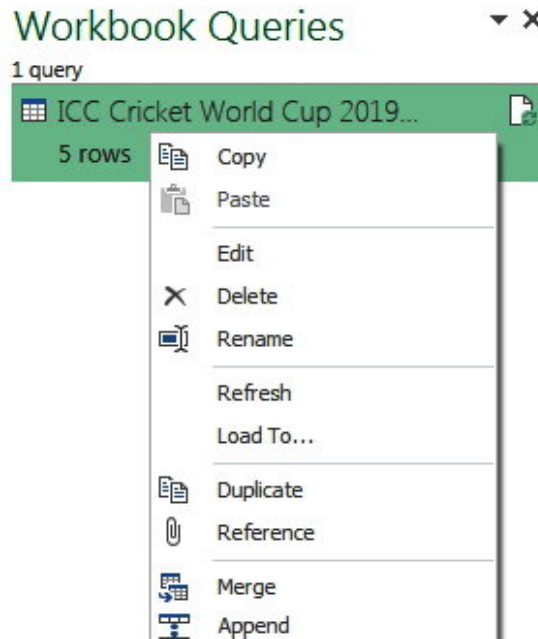 Workbook Queries
1 query
ICC Cricket World Cup 2019...
5 rows
Copy
Paste
Edit
Delete
Rename
Refresh
Load To...
Duplicate
Reference
Merge
Append